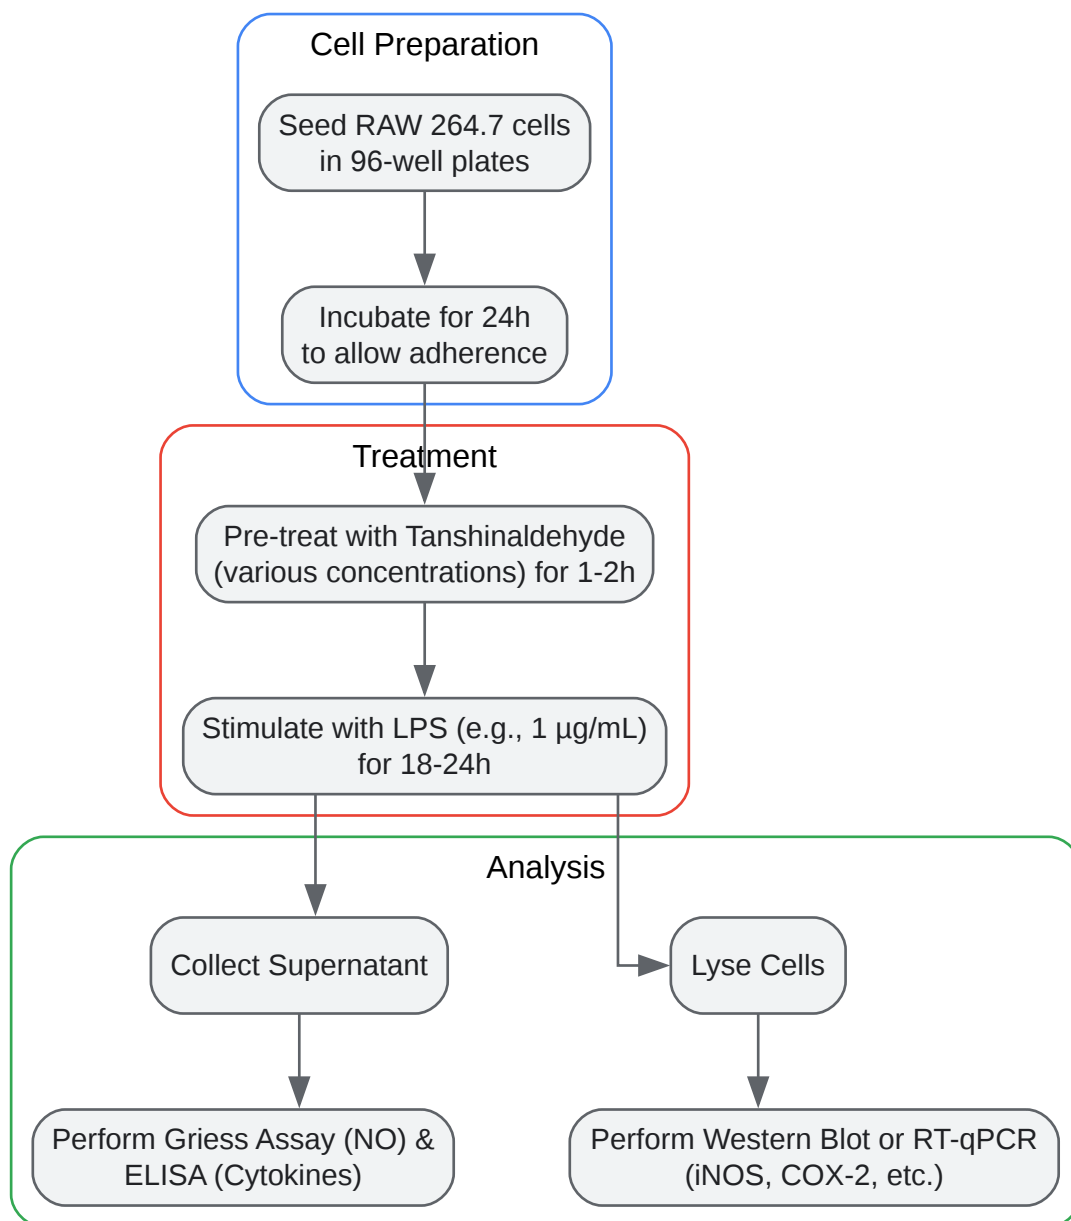 Cell Preparation
Seed RAW 264.7 cells
in 96-well plates
Incubate for 24h
to allow adherence
Treatment
Pre-treat with Tanshinaldehyde
(various concentrations) for 1-2h
Stimulate with LPS (e.g., 1 µg/mL)
for 18-24h
Analysis
Collect Supernatant
Lyse Cells
Perform Griess Assay (NO) &
ELISA (Cytokines)
Perform Western Blot or RT-qPCR
(iNOS, COX-2, etc.)